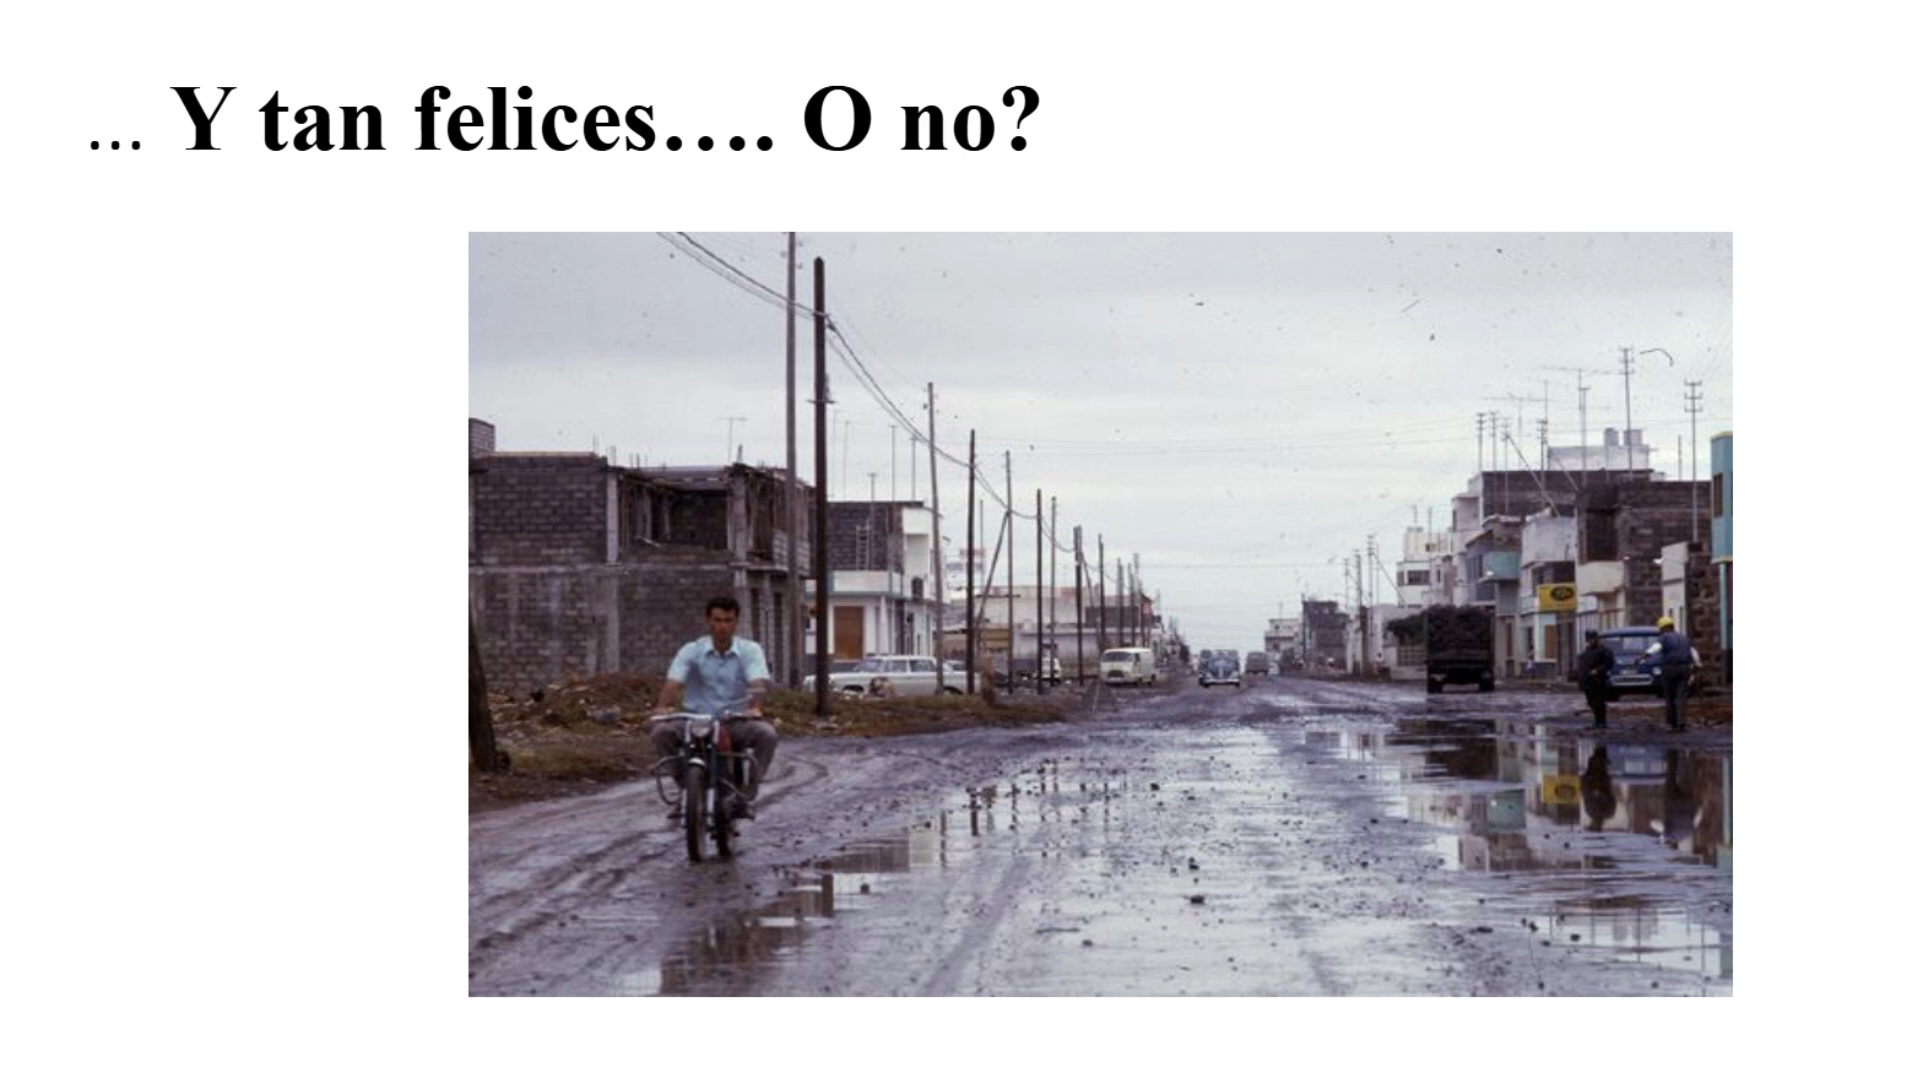 ... Y tan felices…. O no?